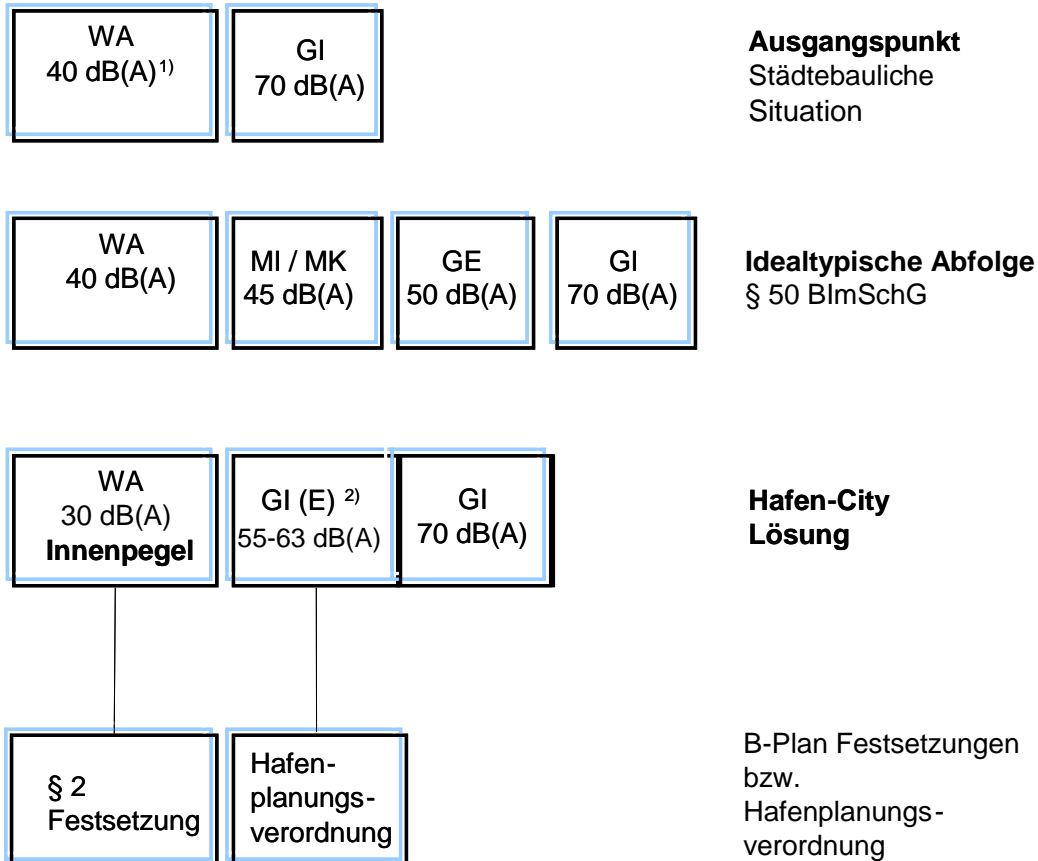 WA
40 dB(A)1)
GI
70 dB(A)
Ausgangspunkt
Städtebauliche
Situation
WA
40 dB(A)
MI / MK
45 dB(A)
GE
50 dB(A)
GI
70 dB(A)
Idealtypische Abfolge
§ 50 BImSchG
WA
30 dB(A)
Innenpegel
GI (E) 2)
55-63 dB(A)
GI
70 dB(A)
Hafen-City
Lösung
§ 2
Festsetzung
Hafen-
planungs-
verordnung
B-Plan Festsetzungen
bzw.
Hafenplanungs-
verordnung